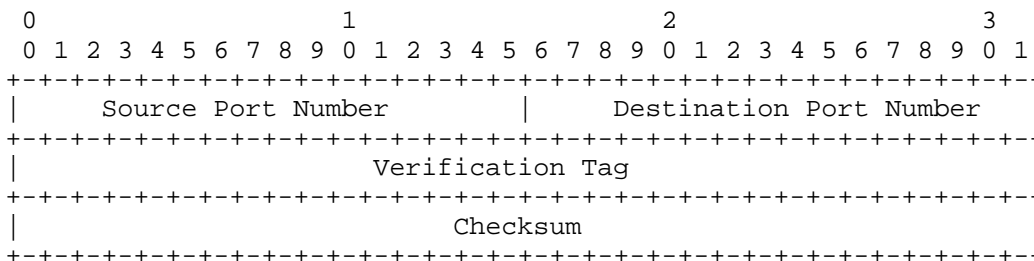 0                   1                   2                   3
 0 1 2 3 4 5 6 7 8 9 0 1 2 3 4 5 6 7 8 9 0 1 2 3 4 5 6 7 8 9 0 1
+-+-+-+-+-+-+-+-+-+-+-+-+-+-+-+-+-+-+-+-+-+-+-+-+-+-+-+-+-+-+-+-
|     Source Port Number        |     Destination Port Number
+-+-+-+-+-+-+-+-+-+-+-+-+-+-+-+-+-+-+-+-+-+-+-+-+-+-+-+-+-+-+-+-
|                      Verification Tag
+-+-+-+-+-+-+-+-+-+-+-+-+-+-+-+-+-+-+-+-+-+-+-+-+-+-+-+-+-+-+-+-
|                           Checksum
+-+-+-+-+-+-+-+-+-+-+-+-+-+-+-+-+-+-+-+-+-+-+-+-+-+-+-+-+-+-+-+-